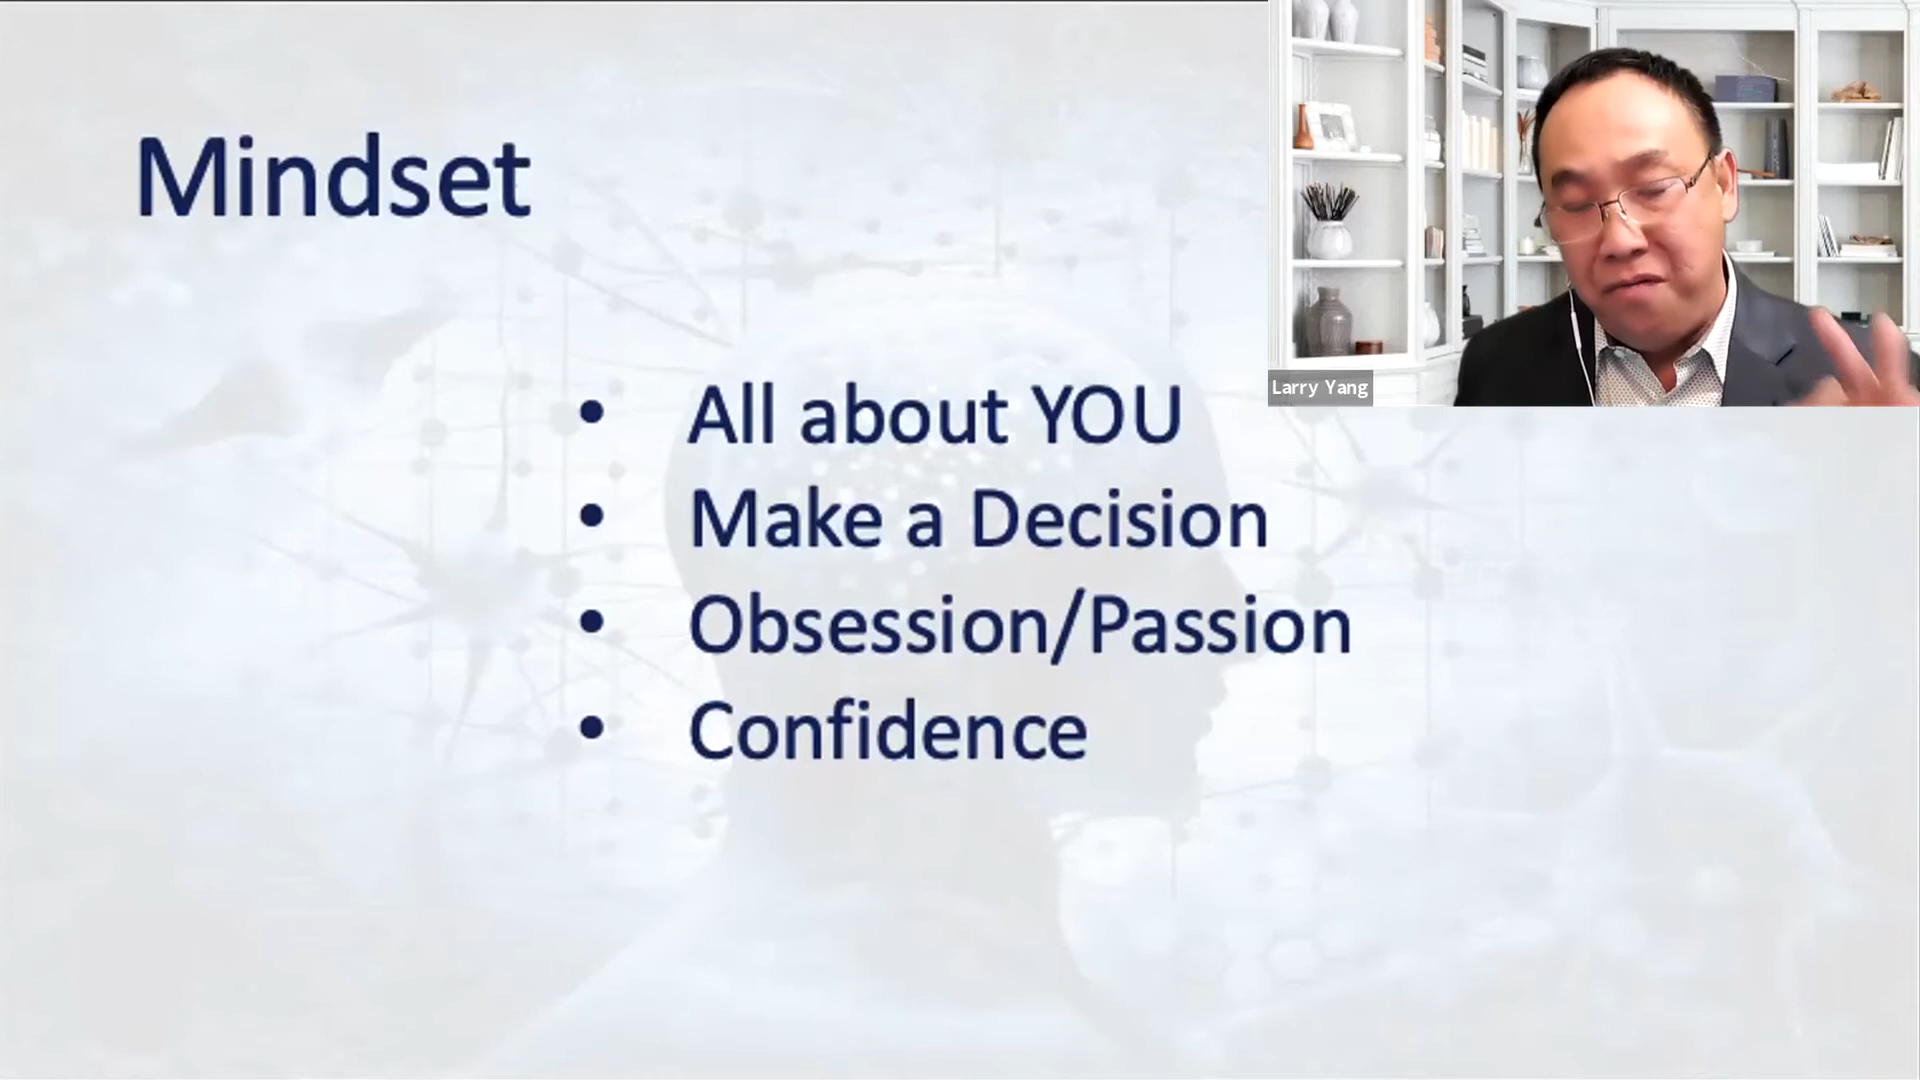 Mindset
• All about YOU
• Make a Decision
• Obsession/Passion
• Confidence
Larry Yang